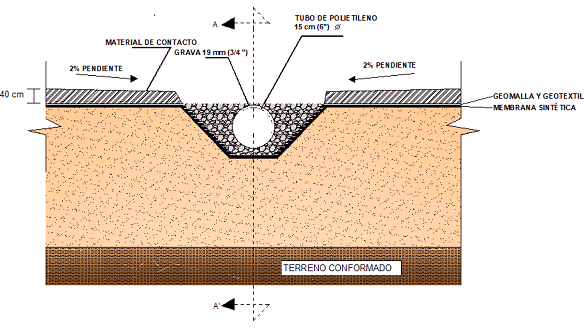 TUBO DE POLIETILENO
15 cm (6") Ø
A
MATERIAL DE CONTACTO
GRAVA 19 mm (3/4 ")
2% PENDIENTE
2% PENDIENTE
40 cm
GEOMALLA Y GEOTEXTIL
MEMBRANA SINTÉTICA
TERRENO CONFORMADO
A'